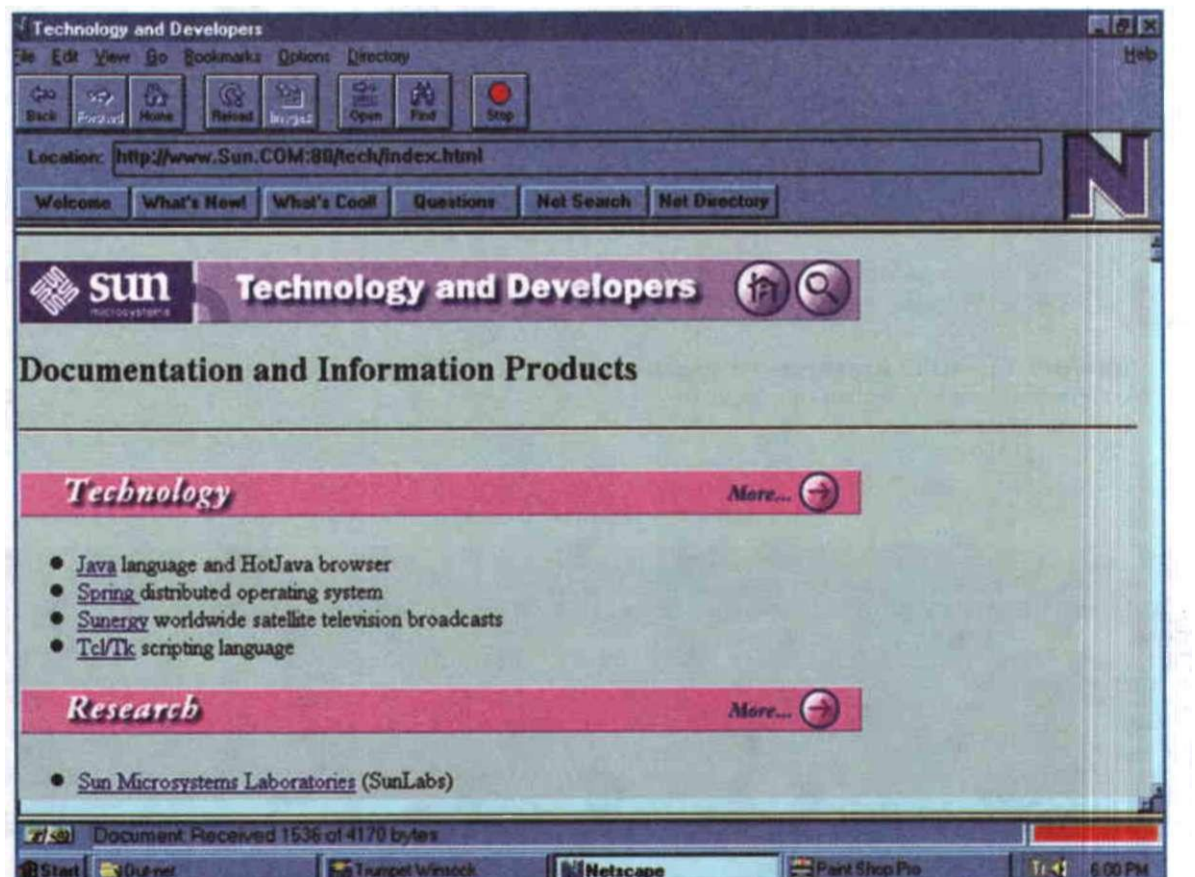 Technology and Developers
File Edit View Go Bookmarks Options Directory Help
Back Forward Home Reload Images Open Find Stop
Location: http://www.Sun.COM:80/tech/index.html
Welcome What's New! What's Cool! Questions Net Search Net Directory
N
Sun microsystems Technology and Developers
Documentation and Information Products
Technology More...
Java language and HotJava browser
Spring distributed operating system
Sunergy worldwide satellite television broadcasts
Tcl/Tk scripting language
Research More...
Sun Microsystems Laboratories (SunLabs)
Document: Received 1536 of 4170 bytes
Start Trumpet Winsock Netscape Paint Shop Pro 6:00 PM